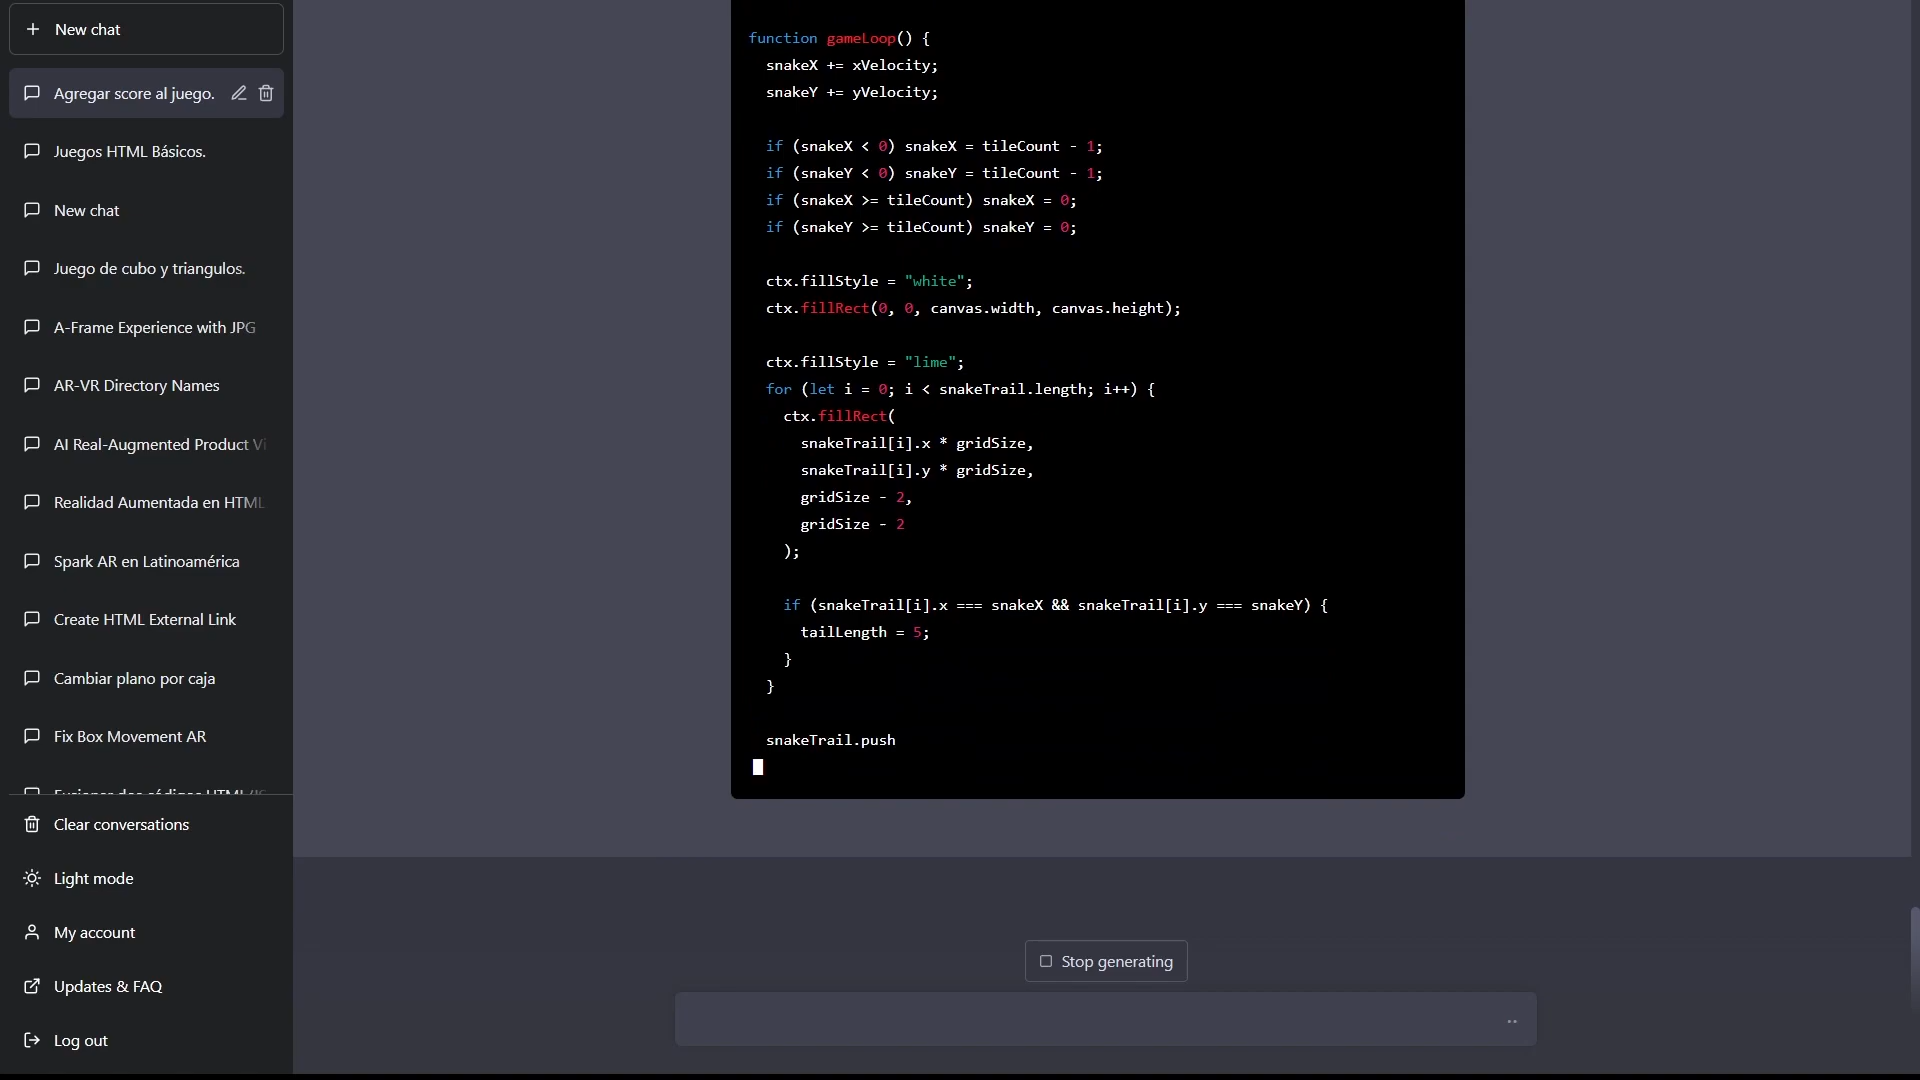 New chat
Agregar score al juego.
Juegos HTML Básicos.
New chat
Juego de cubo y triangulos.
A-Frame Experience with JPG
AR-VR Directory Names
AI Real-Augmented Product Vi
Realidad Aumentada en HTML
Spark AR en Latinoamérica
Create HTML External Link
Cambiar plano por caja
Fix Box Movement AR
Clear conversations
Light mode
My account
Updates & FAQ
Log out
function gameLoop() {
snakeX += xVelocity;
snakeY += yVelocity;
if (snakeX < 0) snakeX = tileCount - 1;
if (snakeY < 0) snakeY = tileCount - 1;
if (snakeX >= tileCount) snakeX = 0;
if (snakeY >= tileCount) snakeY = 0;
ctx.fillStyle = "white";
ctx.fillRect(0, 0, canvas.width, canvas.height);
ctx.fillStyle = "lime";
for (let i = 0; i < snakeTrail.length; i++) {
ctx.fillRect(
snakeTrail[i].x * gridSize,
snakeTrail[i].y * gridSize,
gridSize - 2,
gridSize - 2
);
if (snakeTrail[i].x === snakeX && snakeTrail[i].y === snakeY) {
tailLength = 5;
}
}
snakeTrail.push
Stop generating